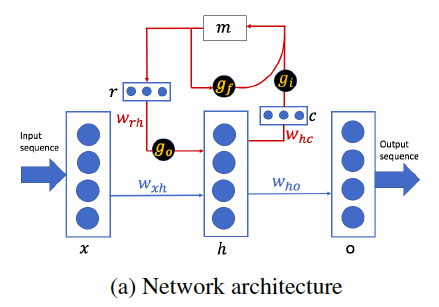 m
r
g_f
g_i
c
w_rh
w_hc
g_o
Input
sequence
Output
sequence
w_xh
w_ho
x
h
o
(a) Network architecture